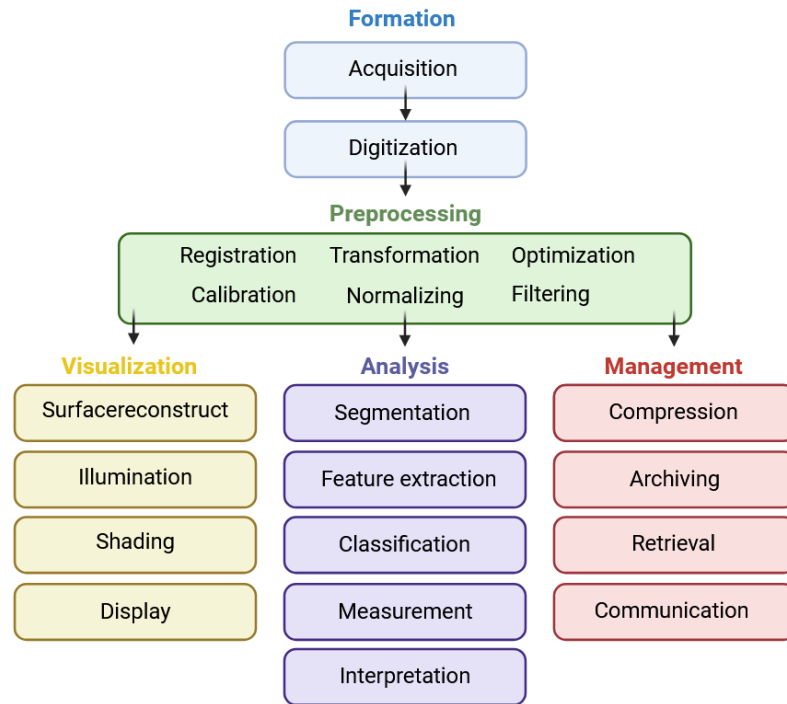 Formation
Acquisition
Digitization
Preprocessing
Registration Transformation Optimization
Calibration Normalizing Filtering
Visualization Analysis Management
Surfacereconstruct Segmentation Compression
Illumination Feature extraction Archiving
Shading Classification Retrieval
Display Measurement Communication
Interpretation